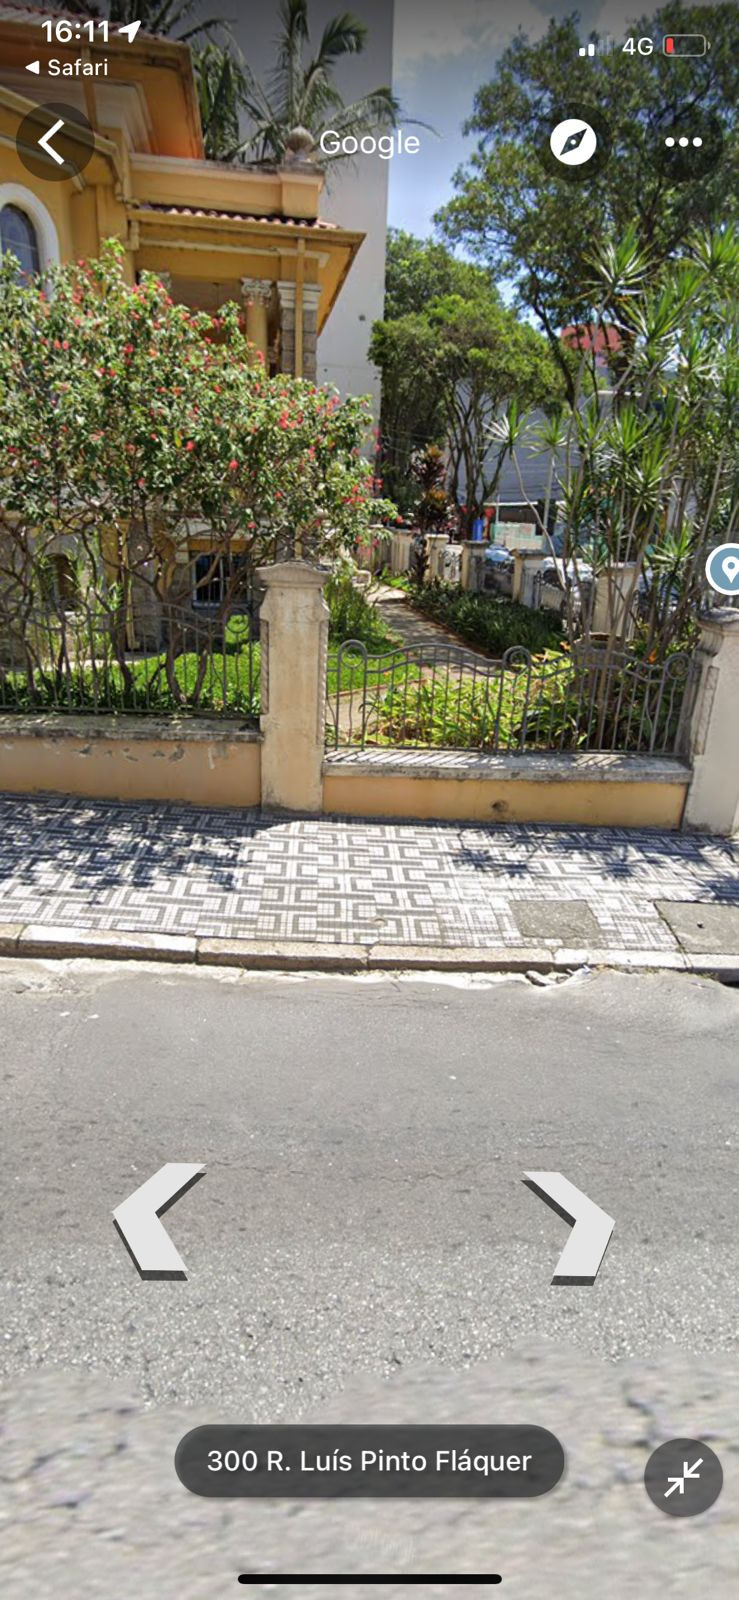 16:11
4G
◀ Safari
Google
300 R. Luís Pinto Fláquer